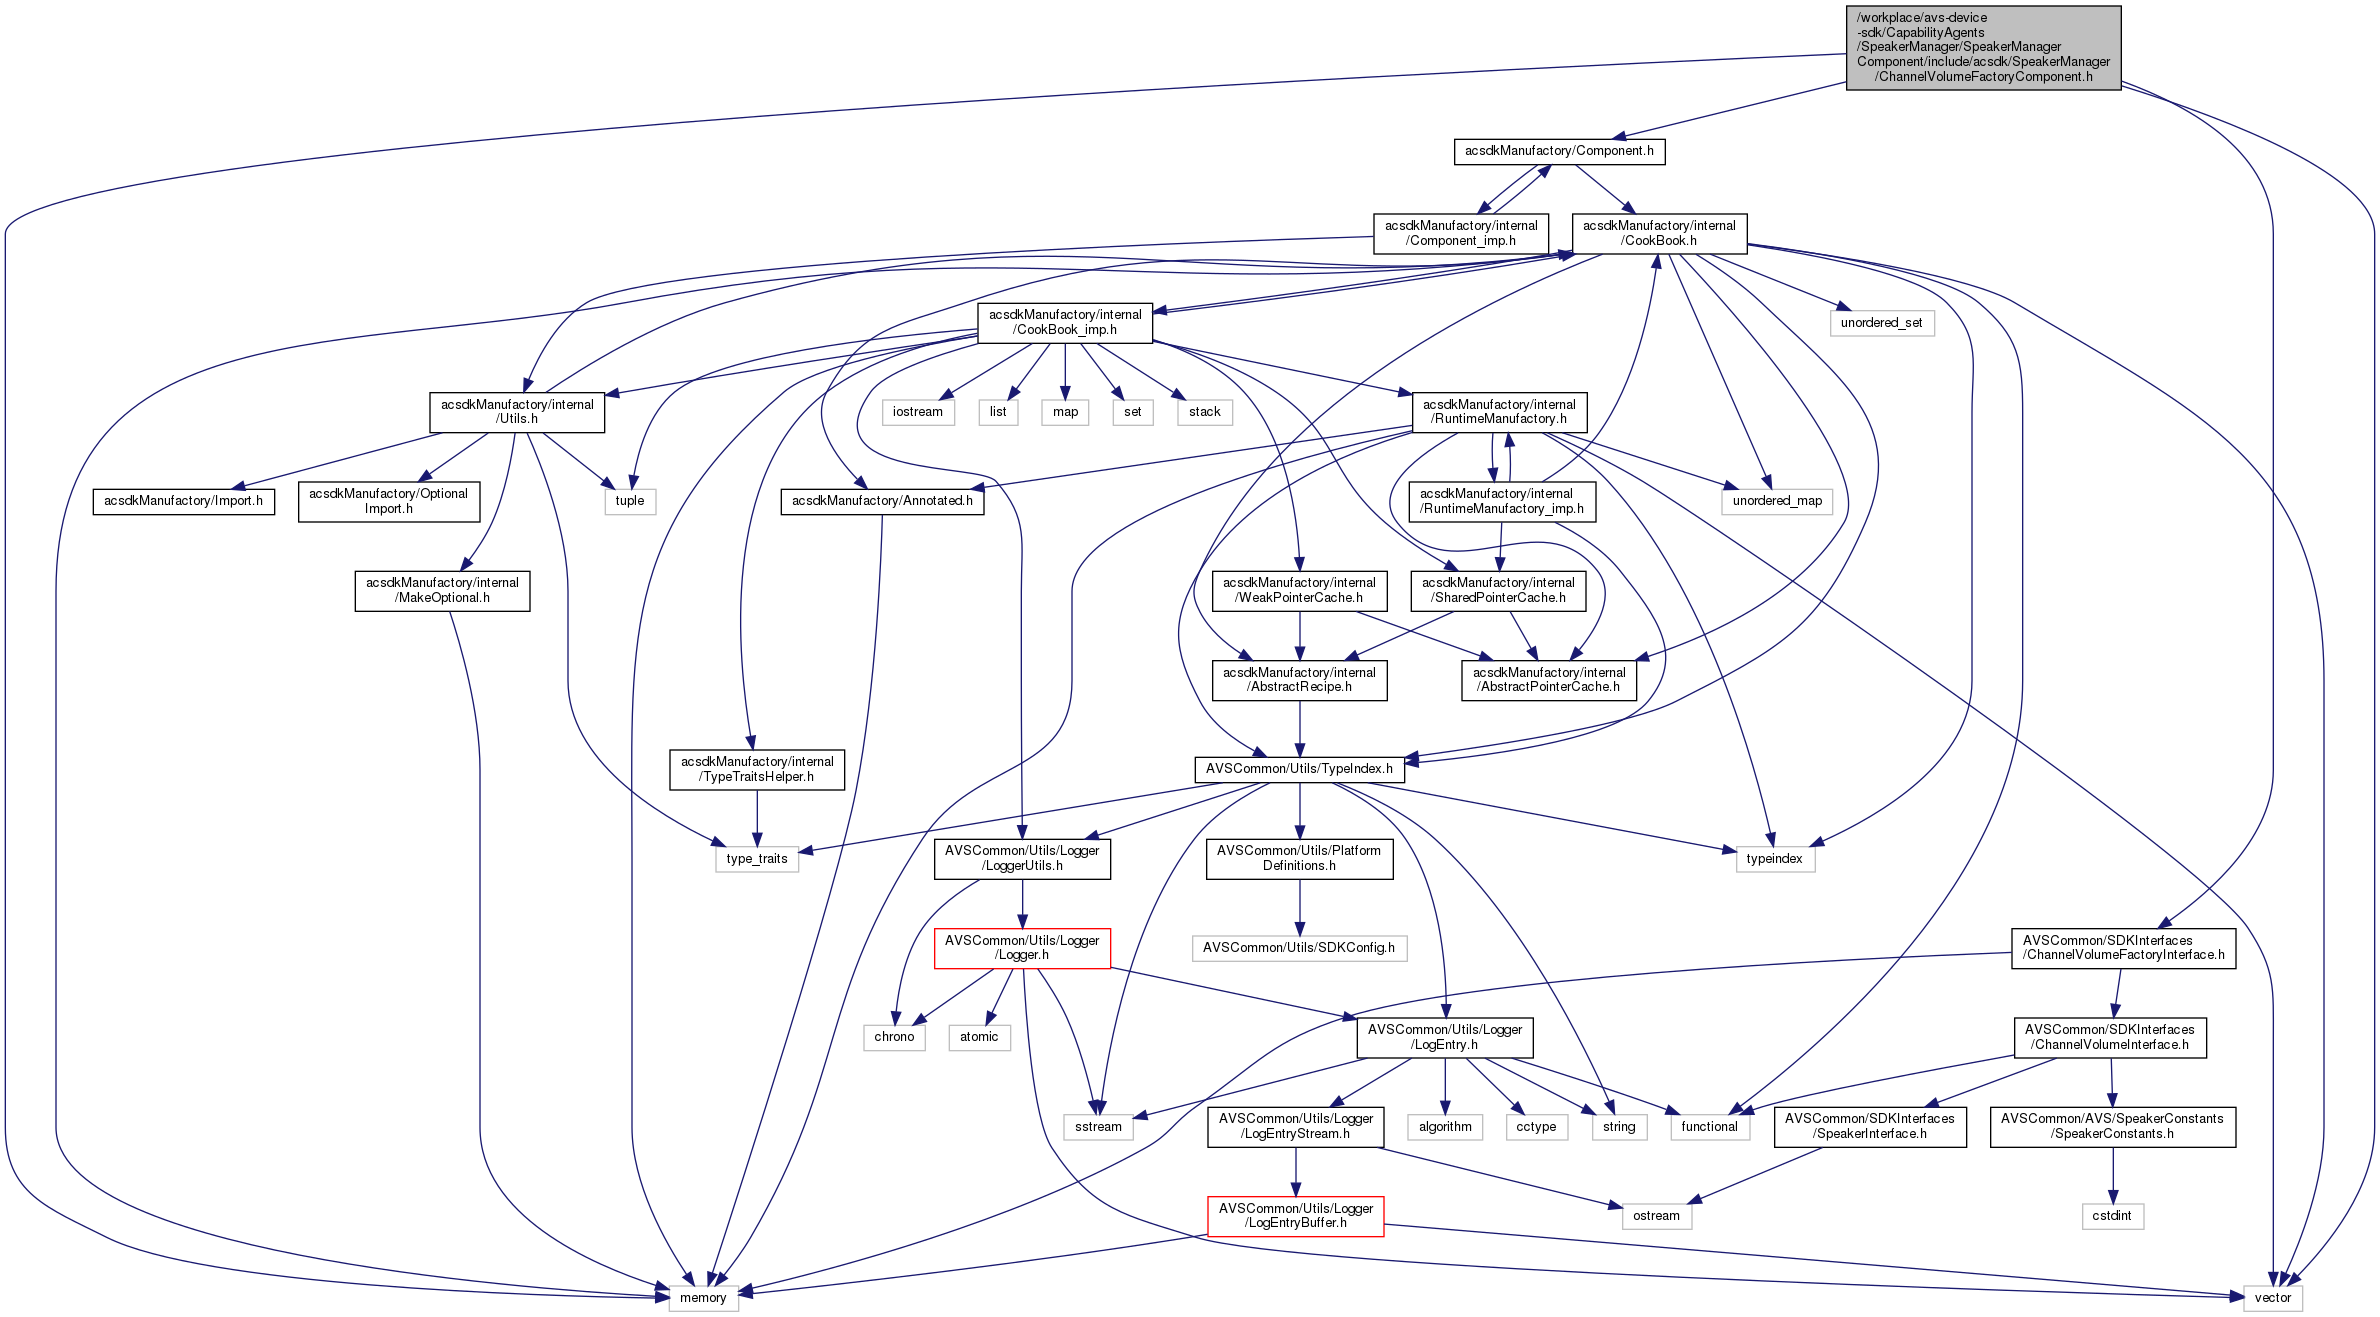 /workplace/avs-device
-sdk/CapabilityAgents
/SpeakerManager/SpeakerManager
Component/include/acsdk/SpeakerManager
/ChannelVolumeFactoryComponent.h
acsdkManufactory/Component.h
acsdkManufactory/internal
/Component_imp.h
acsdkManufactory/internal
/CookBook.h
acsdkManufactory/internal
/CookBook_imp.h
unordered_set
acsdkManufactory/internal
/Utils.h
iostream
list
map
set
stack
acsdkManufactory/internal
/RuntimeManufactory.h
acsdkManufactory/Import.h
acsdkManufactory/Optional
Import.h
tuple
acsdkManufactory/Annotated.h
acsdkManufactory/internal
/RuntimeManufactory_imp.h
unordered_map
acsdkManufactory/internal
/MakeOptional.h
acsdkManufactory/internal
/WeakPointerCache.h
acsdkManufactory/internal
/SharedPointerCache.h
acsdkManufactory/internal
/AbstractRecipe.h
acsdkManufactory/internal
/AbstractPointerCache.h
acsdkManufactory/internal
/TypeTraitsHelper.h
AVSCommon/Utils/TypeIndex.h
type_traits
AVSCommon/Utils/Logger
/LoggerUtils.h
AVSCommon/Utils/Platform
Definitions.h
typeindex
AVSCommon/Utils/Logger
/Logger.h
AVSCommon/Utils/SDKConfig.h
AVSCommon/SDKInterfaces
/ChannelVolumeFactoryInterface.h
chrono
atomic
AVSCommon/Utils/Logger
/LogEntry.h
AVSCommon/SDKInterfaces
/ChannelVolumeInterface.h
sstream
AVSCommon/Utils/Logger
/LogEntryStream.h
algorithm
cctype
string
functional
AVSCommon/SDKInterfaces
/SpeakerInterface.h
AVSCommon/AVS/SpeakerConstants
/SpeakerConstants.h
AVSCommon/Utils/Logger
/LogEntryBuffer.h
ostream
cstdint
memory
vector